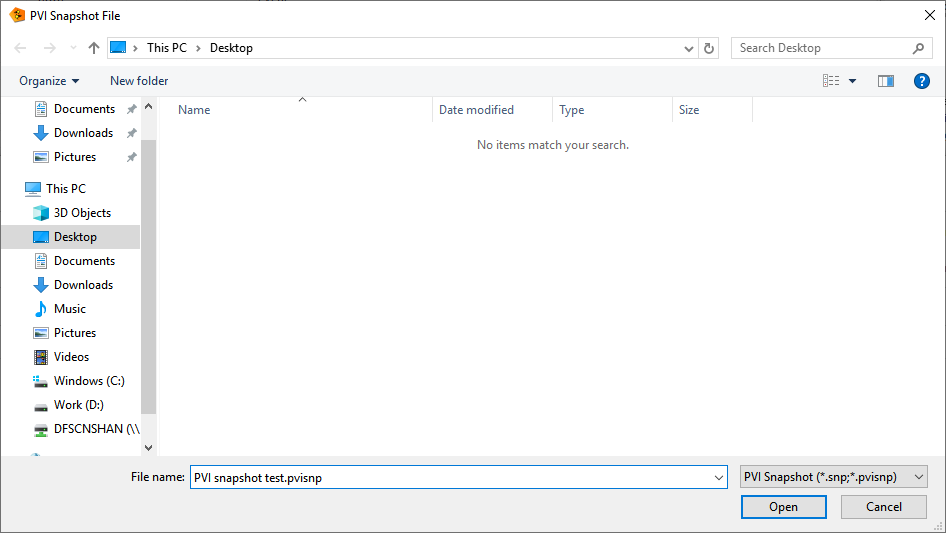 PVI Snapshot File
This PC > Desktop
Search Desktop
Organize
New folder
Name
Date modified
Type
Size
No items match your search.
Documents
Downloads
Pictures
This PC
3D Objects
Desktop
Documents
Downloads
Music
Pictures
Videos
Windows (C:)
Work (D:)
DFSCNSHAN (\\
File name: PVI snapshot test.pvisnp
PVI Snapshot (*.snp;*.pvisnp)
Open
Cancel